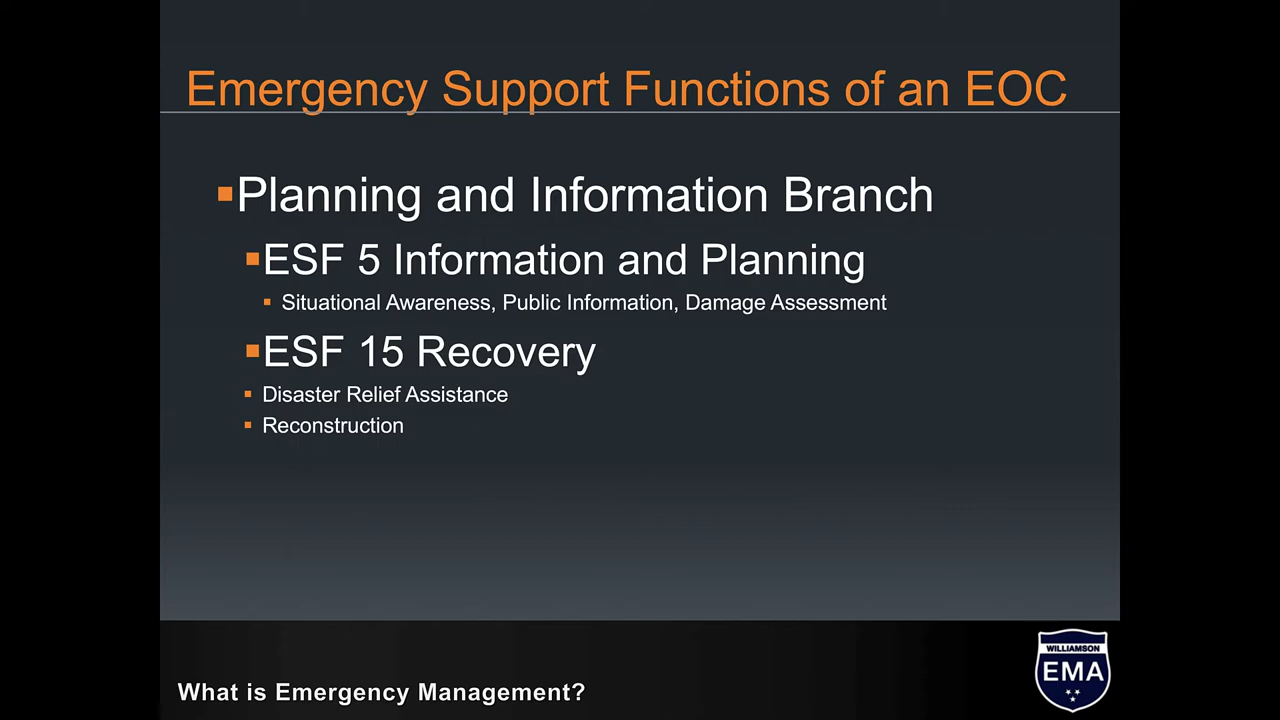 Emergency Support Functions of an EOC
Planning and Information Branch
ESF 5 Information and Planning
Situational Awareness, Public Information, Damage Assessment
ESF 15 Recovery
Disaster Relief Assistance
Reconstruction
What is Emergency Management?
WILLIAMSON
EMA